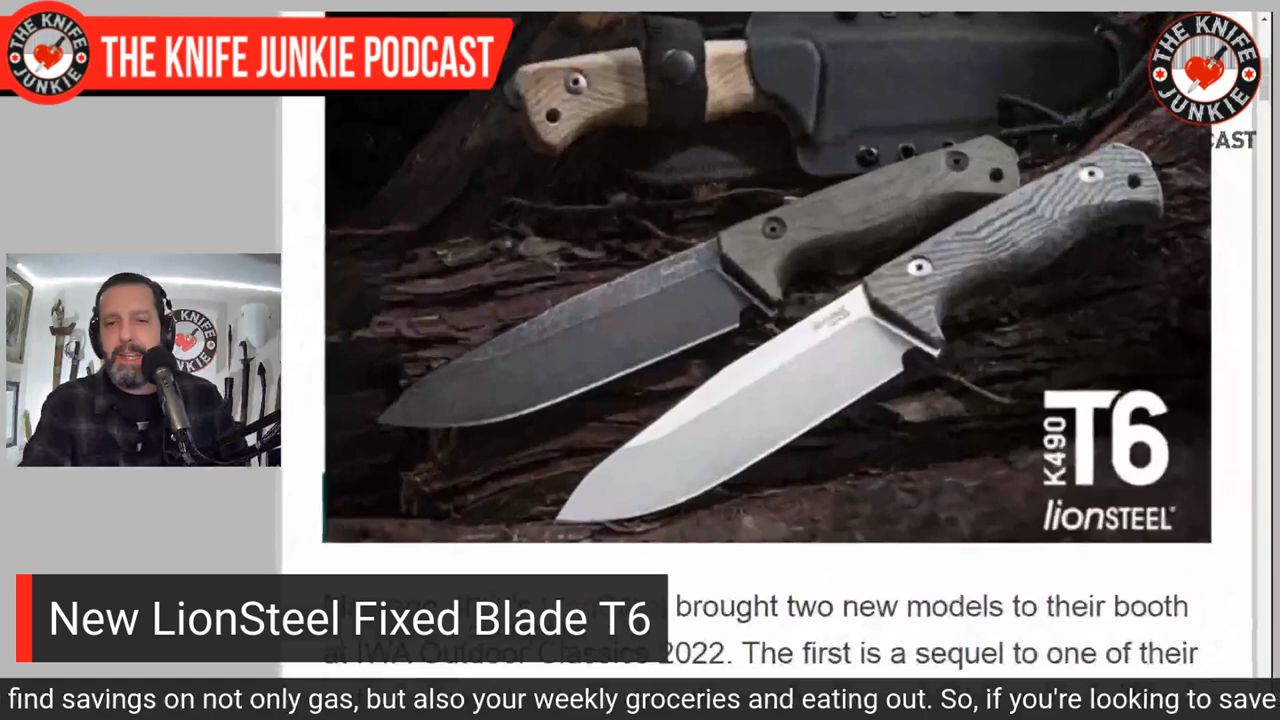 THE KNIFE JUNKIE
THE KNIFE JUNKIE PODCAST
THE KNIFE JUNKIE
CAST
KNIFE
NKIE
K490
T6
lionSTEEL
New LionSteel Fixed Blade T6
brought two new models to their booth
at IWA Outdoor Classics 2022. The first is a sequel to one of their
find savings on not only gas, but also your weekly groceries and eating out. So, if you're looking to save